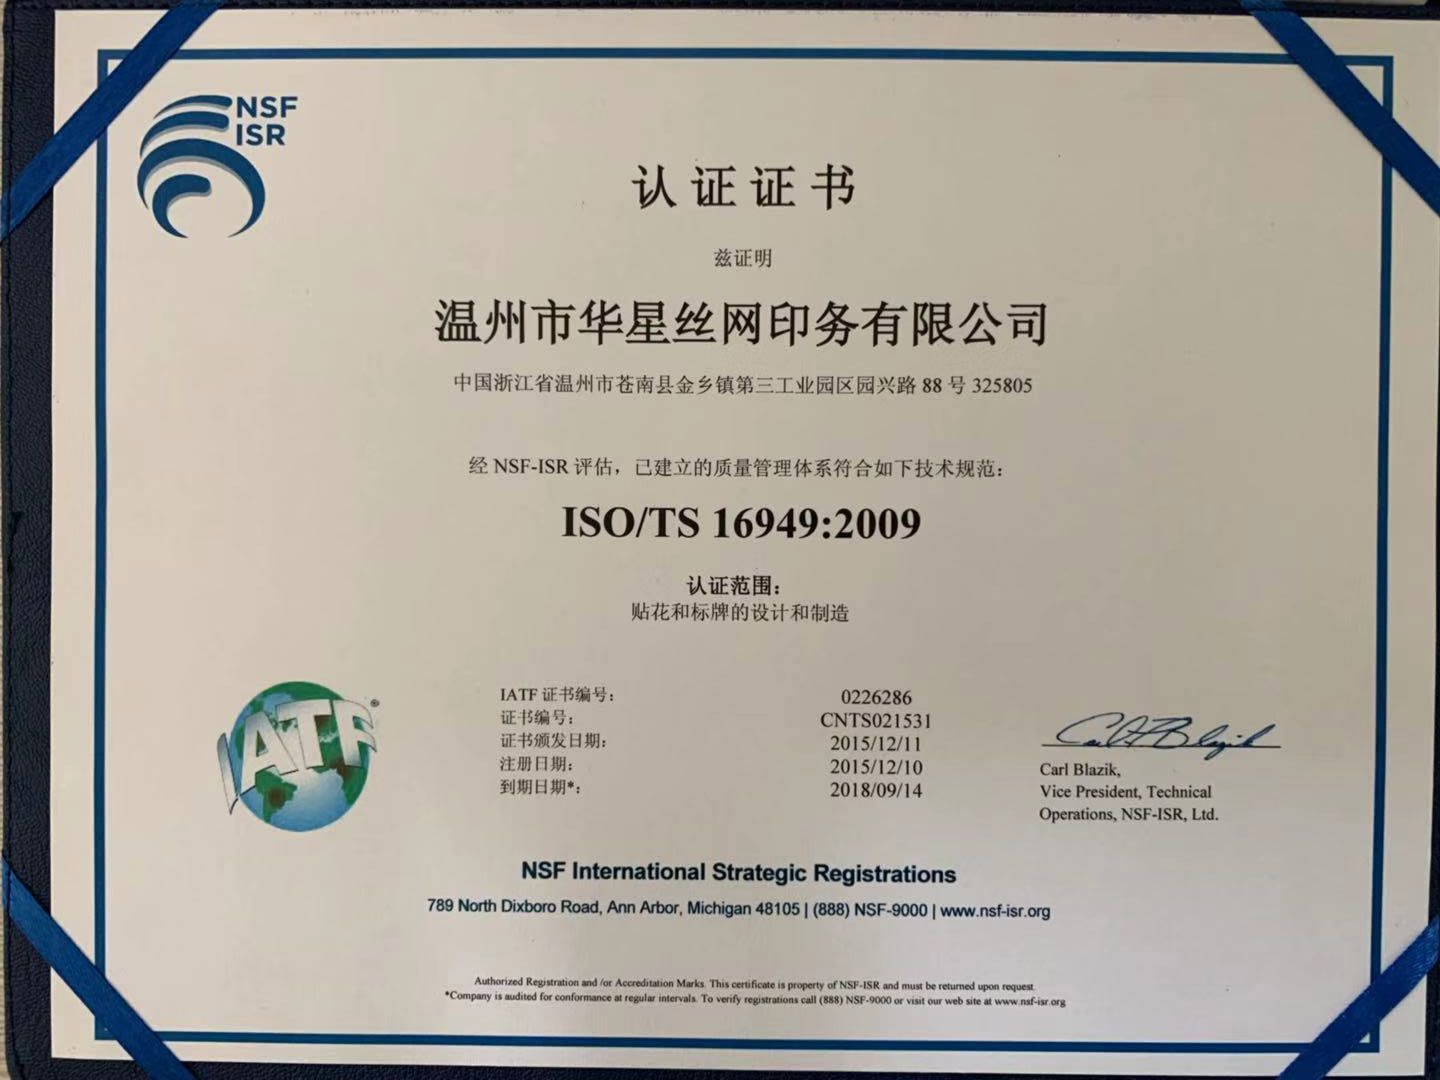 NSF
ISR
认证证书
兹证明
温州市华星丝网印务有限公司
中国浙江省温州市苍南县金乡镇第三工业园区园兴路 88 号 325805
经 NSF-ISR 评估，已建立的质量管理体系符合如下技术规范：
ISO/TS 16949:2009
认证范围：
贴花和标牌的设计和制造
IATF®
IATF 证书编号： 0226286
证书编号： CNTS021531
证书颁发日期： 2015/12/11
注册日期： 2015/12/10
到期日期*： 2018/09/14
Carl Blazik
Carl Blazik,
Vice President, Technical
Operations, NSF-ISR, Ltd.
NSF International Strategic Registrations
789 North Dixboro Road, Ann Arbor, Michigan 48105 | (888) NSF-9000 | www.nsf-isr.org
Authorized Registration and /or Accreditation Marks. This certificate is property of NSF-ISR and must be returned upon request.
*Company is audited for conformance at regular intervals. To verify registrations call (888) NSF-9000 or visit our web site at www.nsf-isr.org